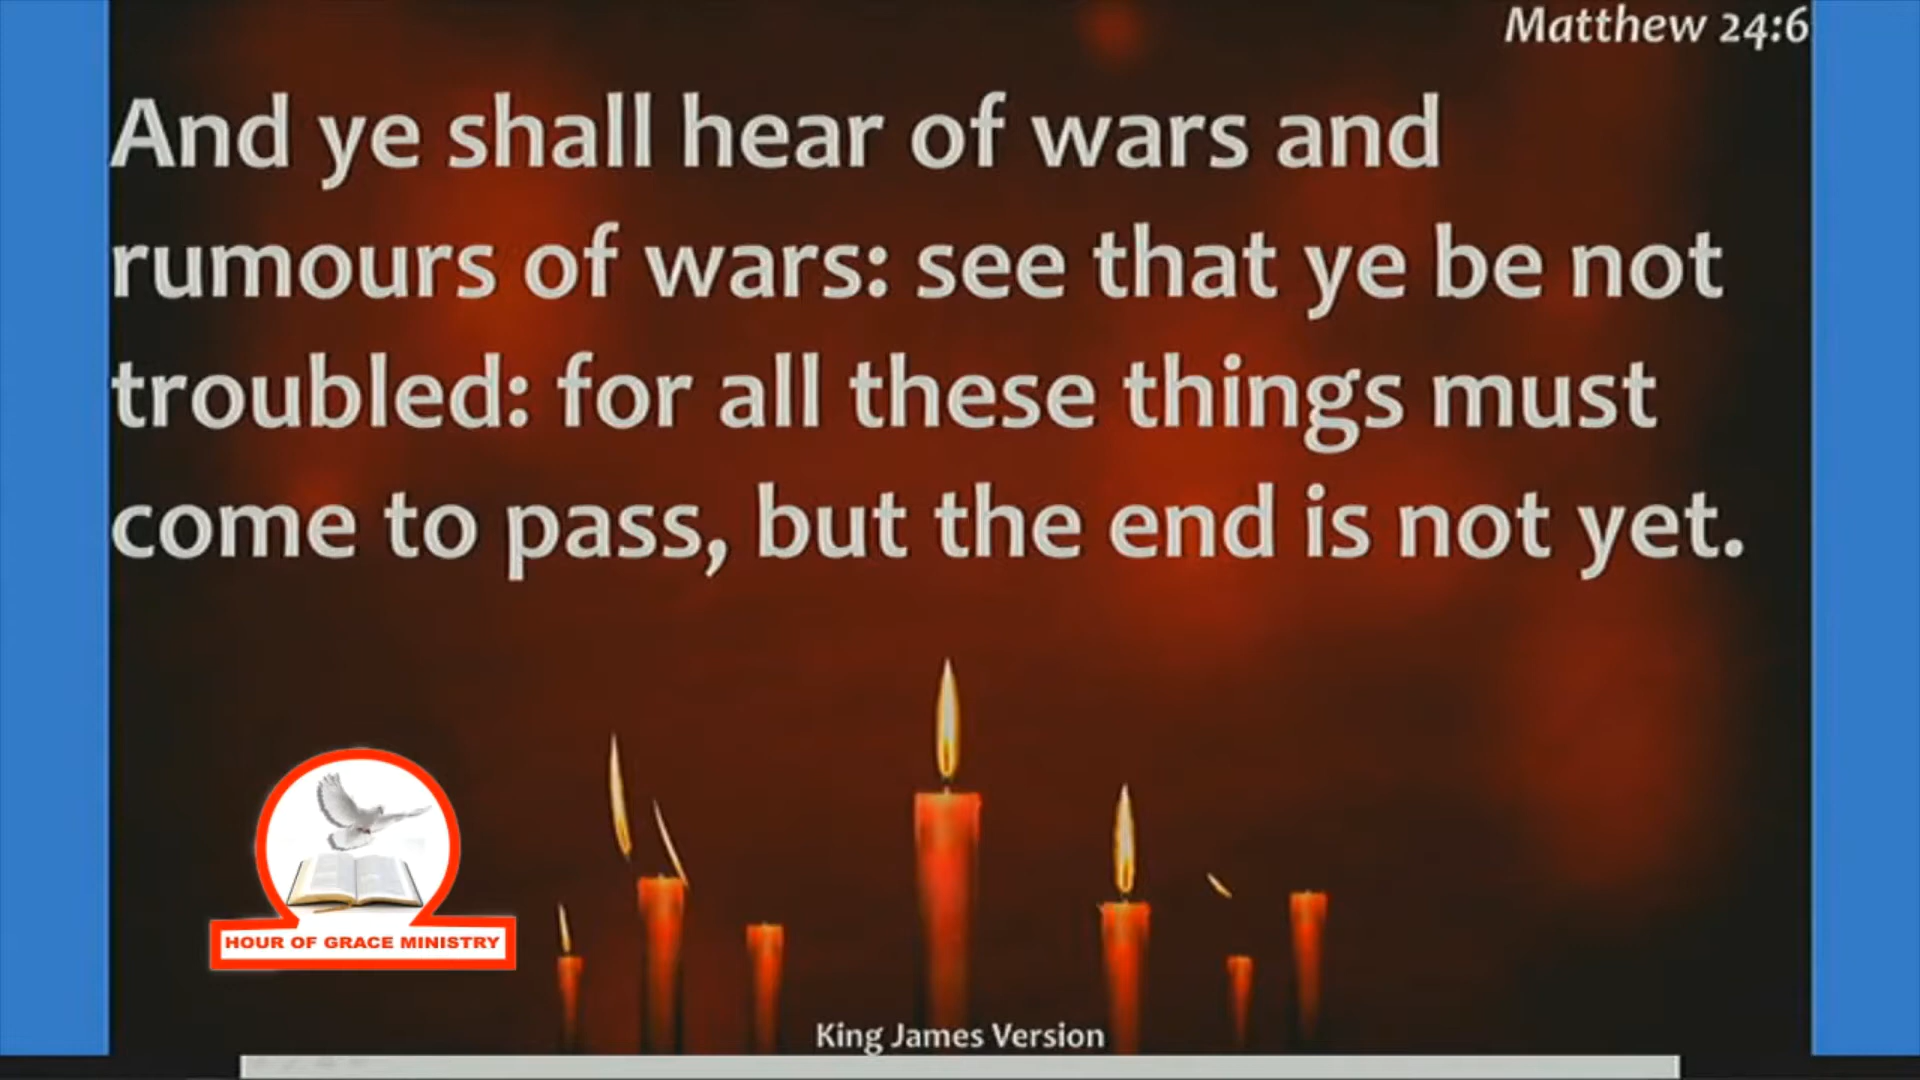 Matthew 24:6
And ye shall hear of wars and
rumours of wars: see that ye be not
troubled: for all these things must
come to pass, but the end is not yet.
HOUR OF GRACE MINISTRY
King James Version